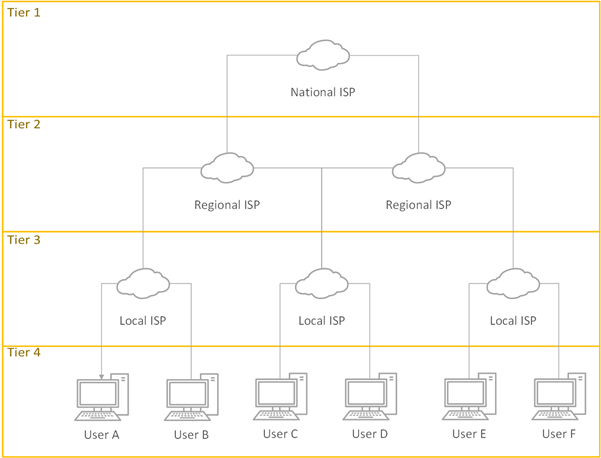 Tier 1
National ISP
Tier 2
Regional ISP
Regional ISP
Tier 3
Local ISP
Local ISP
Local ISP
Tier 4
User A
User B
User C
User D
User E
User F